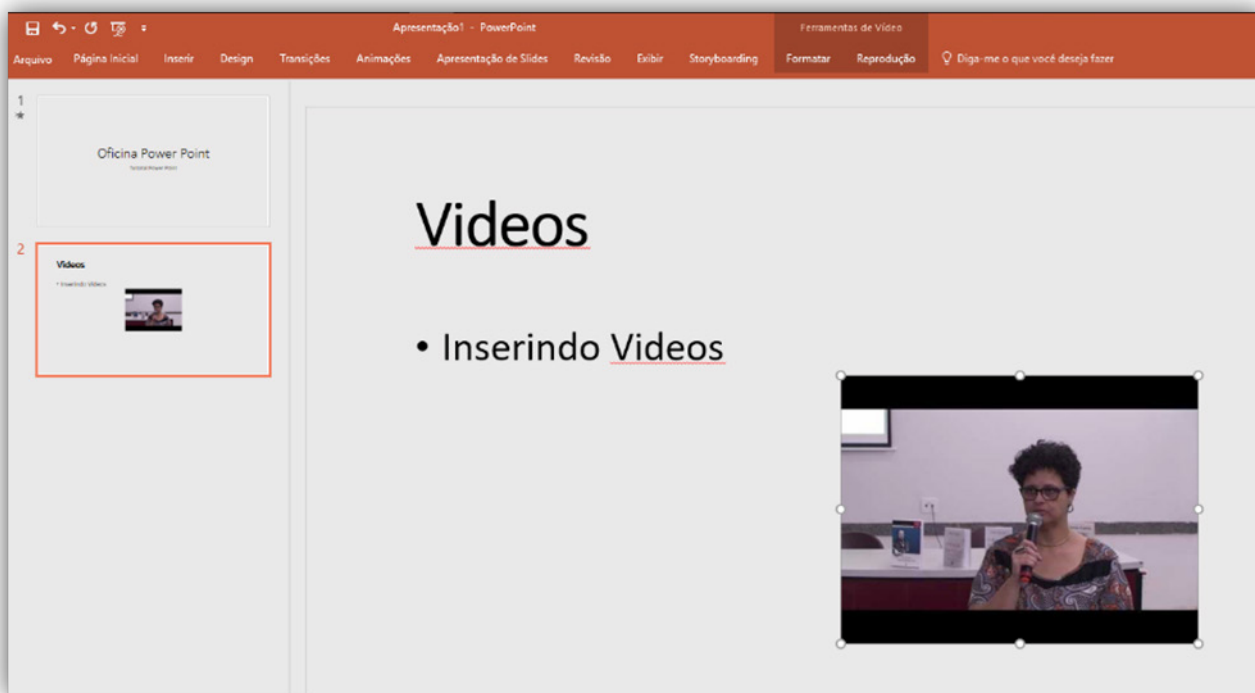 Apresentação1 - PowerPoint
Ferramentas de Vídeo
Arquivo Página Inicial Inserir Design Transições Animações Apresentação de Slides Revisão Exibir Storyboarding Formatar Reprodução Diga-me o que você deseja fazer
1
Oficina Power Point
2
Videos
• Inserindo Videos
Videos
• Inserindo Videos